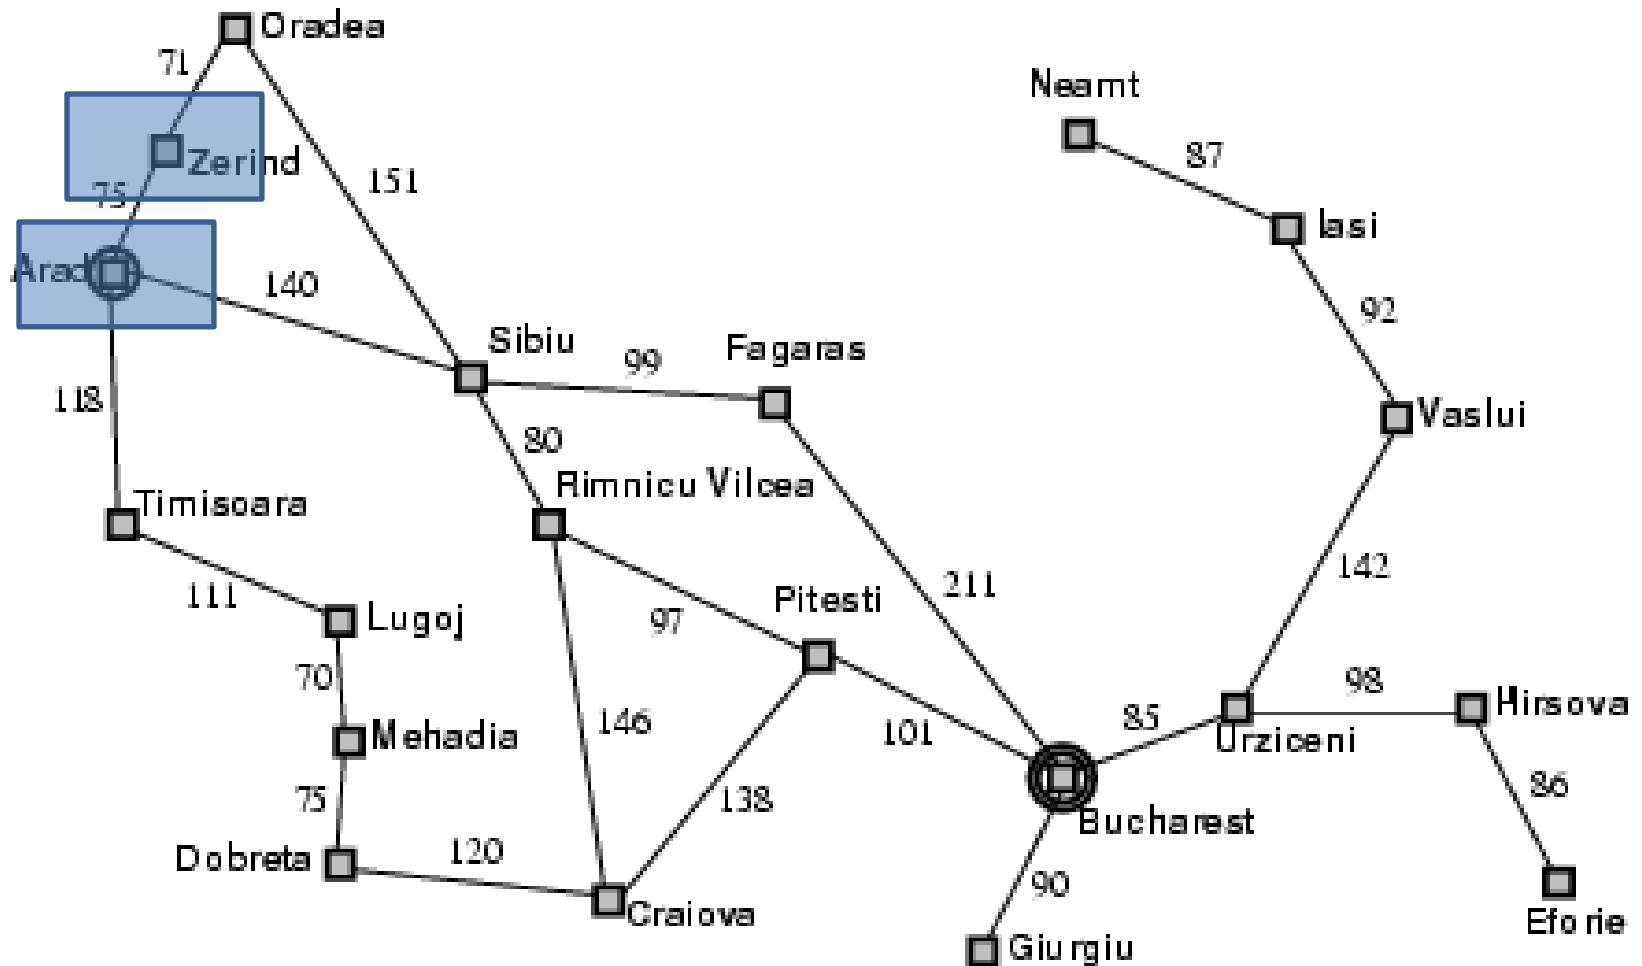 Oradea
71
Neamt
87
Zerind
151
75
Iasi
Arad
140
92
Sibiu
Fagaras
99
118
Vaslui
80
Rimnicu Vilcea
Timisoara
142
211
111
Pitesti
Lugoj
97
70
98
Hirsova
146
85
Mehadia
101
Urziceni
86
75
138
Bucharest
120
Dobreta
90
Craiova
Eforie
Giurgiu